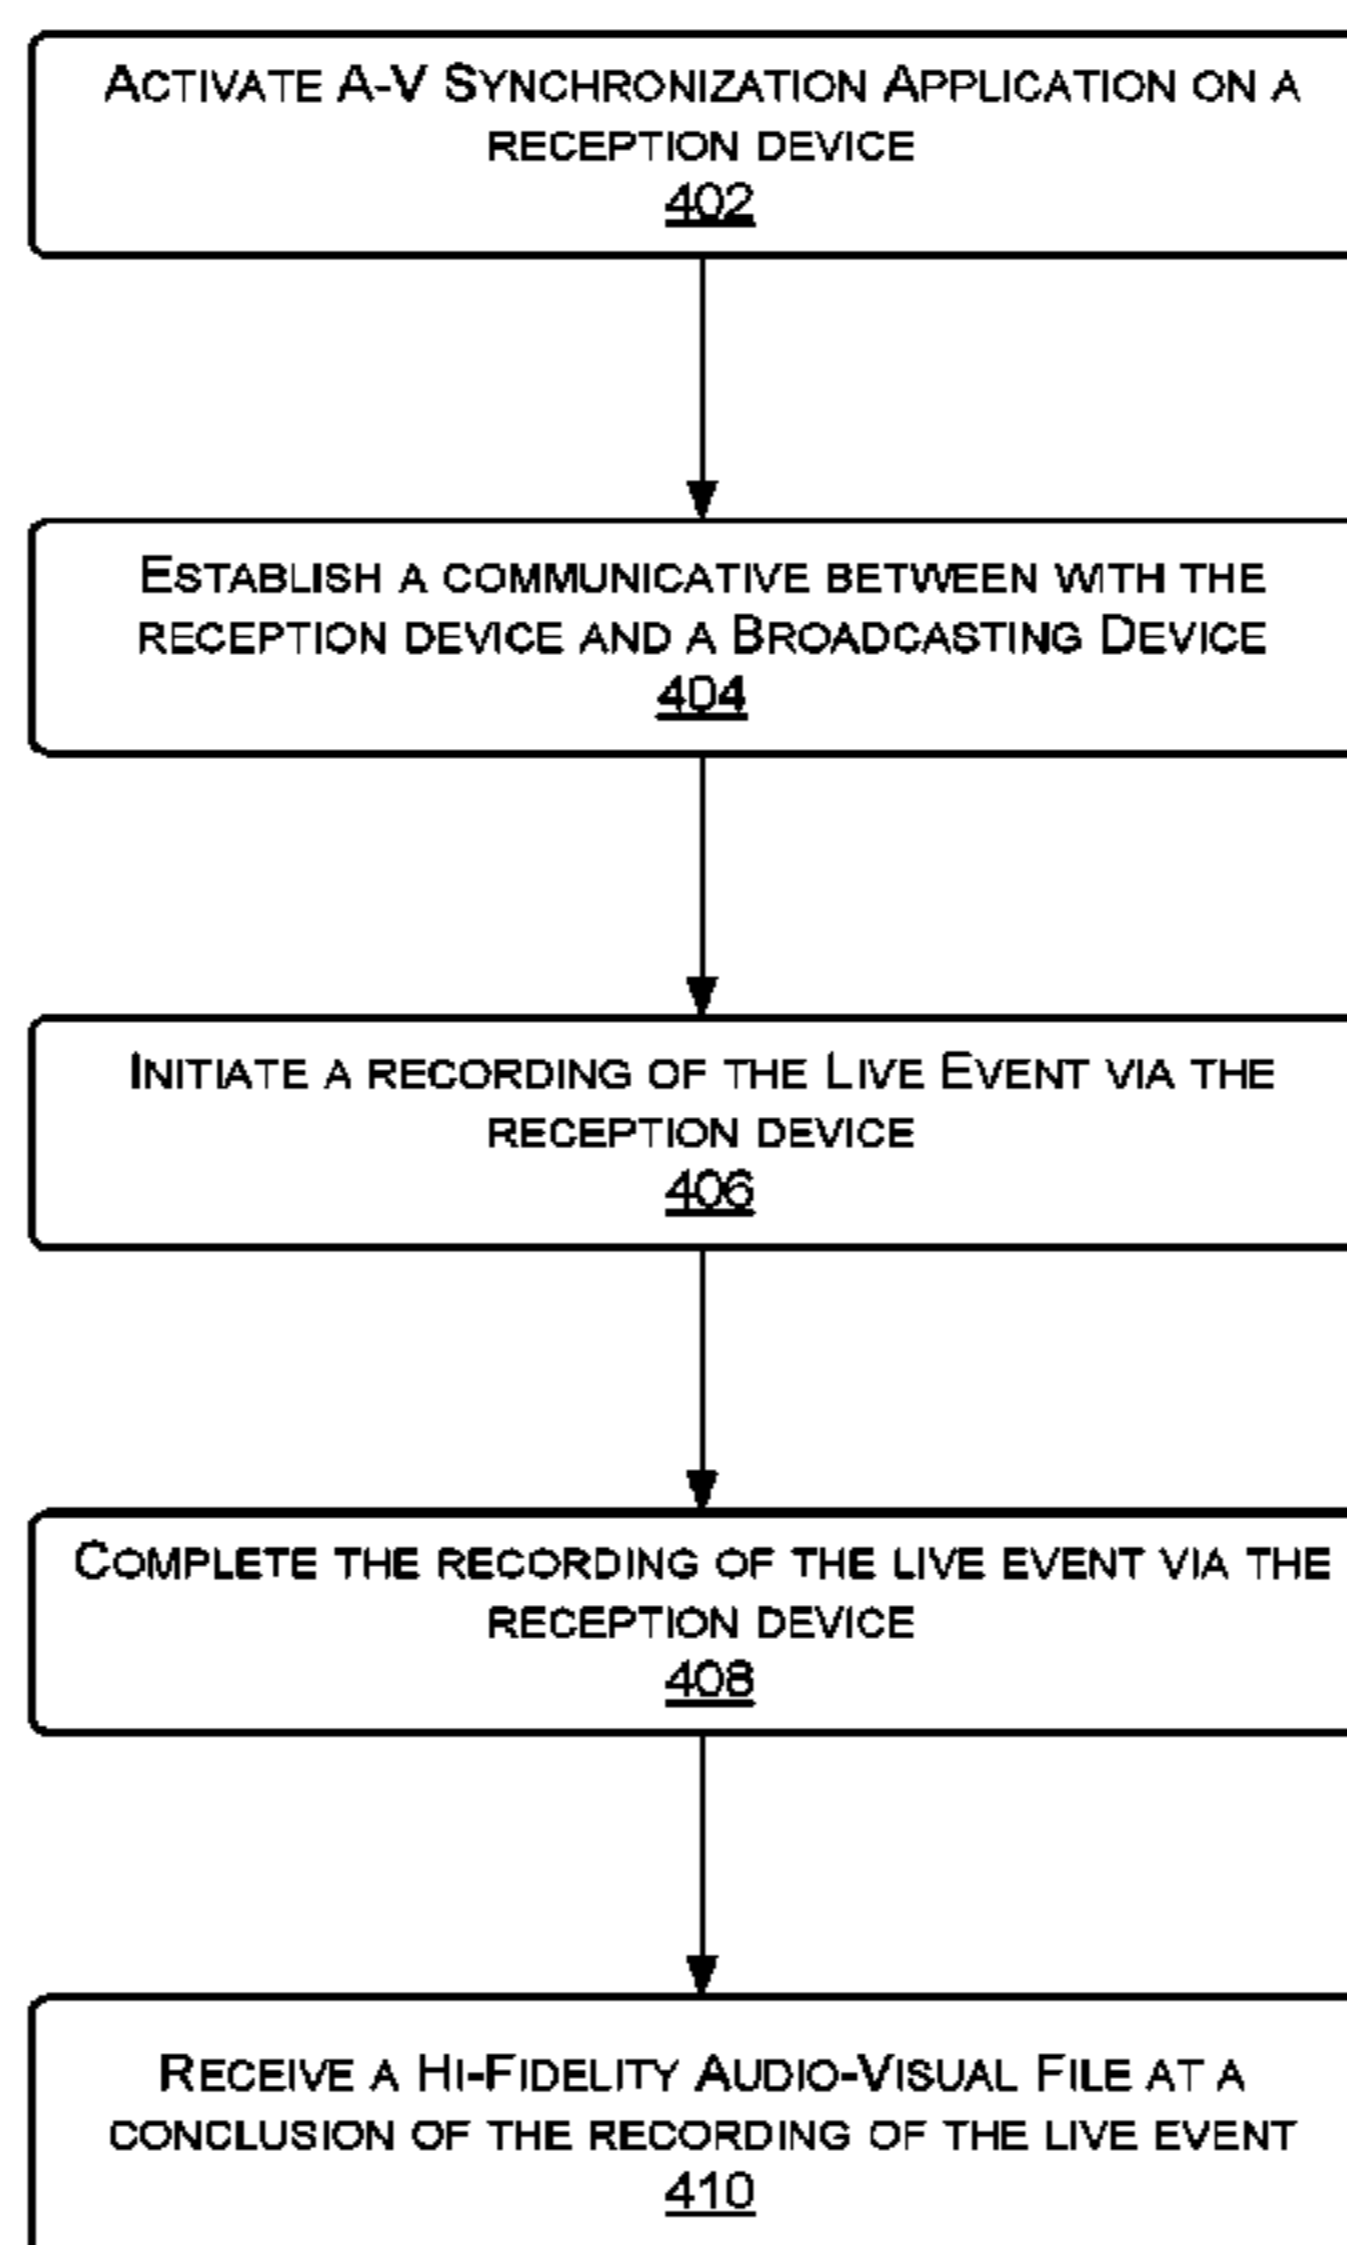 ACTIVATE A-V SYNCHRONIZATION APPLICATION ON A
RECEPTION DEVICE
402
ESTABLISH A COMMUNICATIVE BETWEEN WITH THE
RECEPTION DEVICE AND A BROADCASTING DEVICE
404
INITIATE A RECORDING OF THE LIVE EVENT VIA THE
RECEPTION DEVICE
406
COMPLETE THE RECORDING OF THE LIVE EVENT VIA THE
RECEPTION DEVICE
408
RECEIVE A HI-FIDELITY AUDIO-VISUAL FILE AT A
CONCLUSION OF THE RECORDING OF THE LIVE EVENT
410